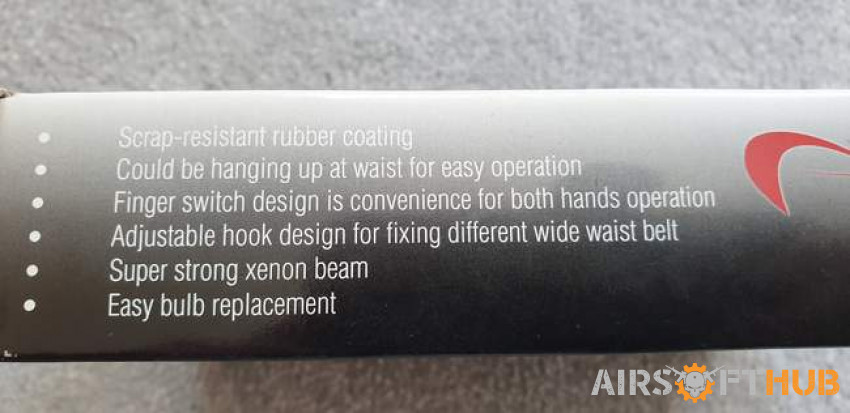 • Scrap-resistant rubber coating
• Could be hanging up at waist for easy operation
• Finger switch design is convenience for both hands operation
• Adjustable hook design for fixing different wide waist belt
• Super strong xenon beam
• Easy bulb replacement
AIRSOFTHUB